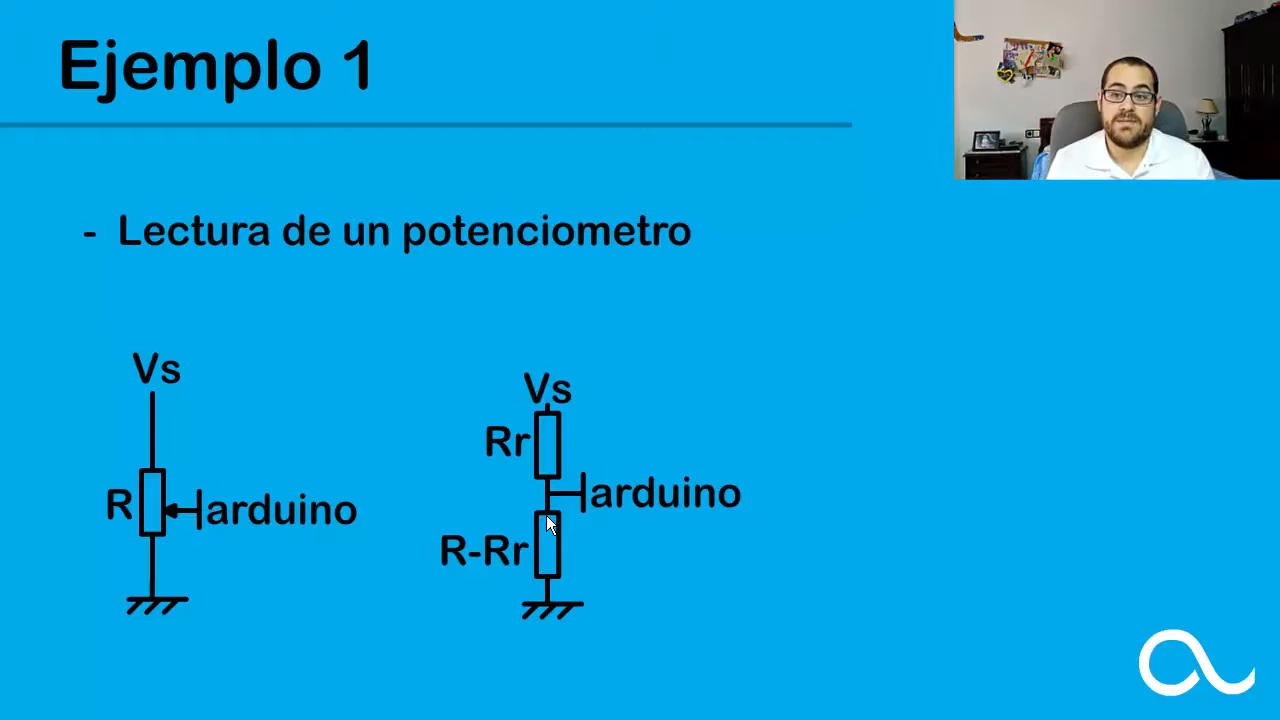 Ejemplo 1
- Lectura de un potenciometro
Vs
R
arduino
Vs
Rr
arduino
R-Rr